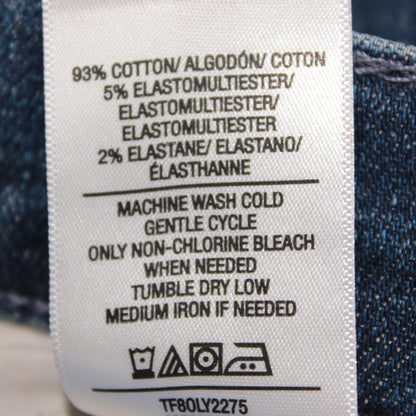 93% COTTON/ ALGODÓN/ COTON
5% ELASTOMULTIESTER/
ELASTOMULTIESTER/
ELASTOMULTIESTER
2% ELASTANE/ ELASTANO/
ÉLASTHANNE
MACHINE WASH COLD
GENTLE CYCLE
ONLY NON-CHLORINE BLEACH
WHEN NEEDED
TUMBLE DRY LOW
MEDIUM IRON IF NEEDED
TF8OLY2275